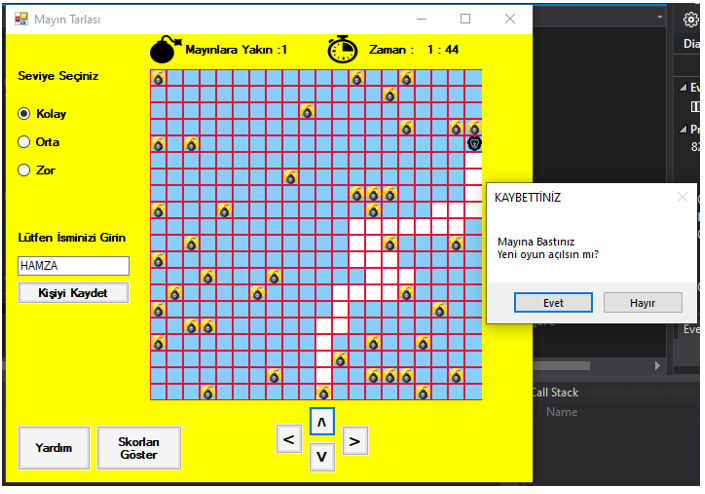 Mayın Tarlası
Mayınlara Yakın :1
Zaman : 1 : 44
Seviye Seçiniz
Kolay
Orta
Zor
Lütfen İsminizi Girin
HAMZA
Kişiyi Kaydet
KAYBETTİNİZ
Mayına Bastınız
Yeni oyun açılsın mı?
Evet
Hayır
Yardım
Skorları
Göster
<
ʌ
v
>
Dia
Ev
Pr
82
Eve
Call Stack
Name